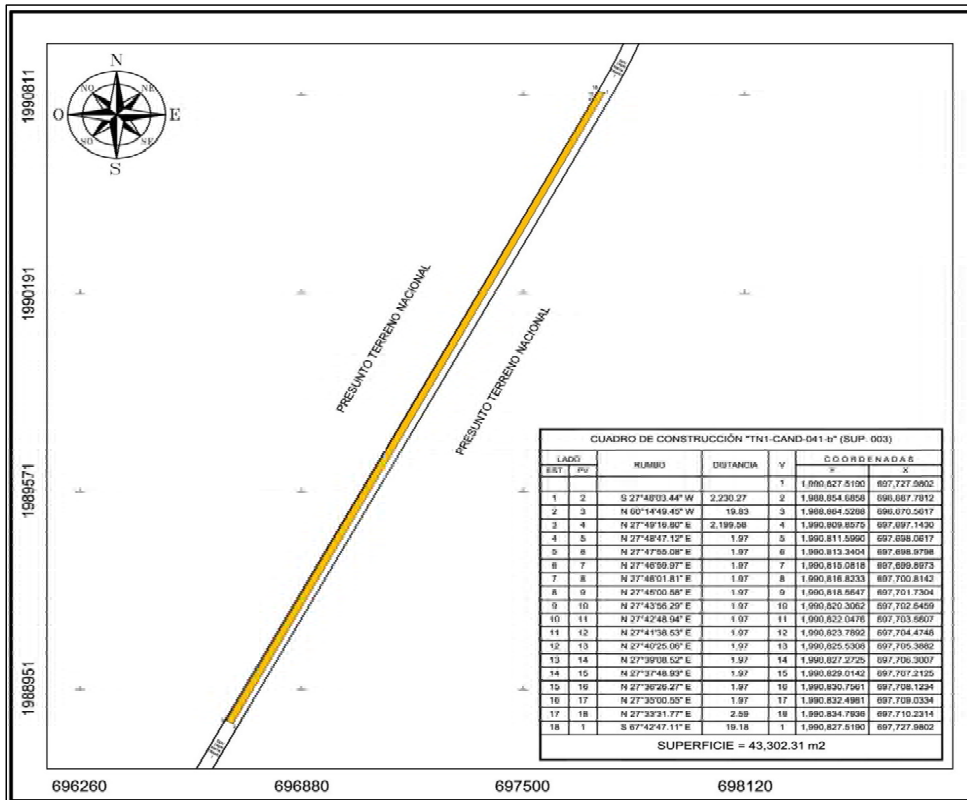 N
NO NE
O E
SO SE
S
1990811
1990191
1989571
1988951
696260 696880 697500 698120
PRESUNTO TERRENO NACIONAL
PRESUNTO TERRENO NACIONAL
CUADRO DE CONSTRUCCIÓN "TN1-CAND-041-b" (SUP. 003)
LADO RUMBO DISTANCIA V COORDENADAS
EST PV Y X
1 1,990,827.5190 697,727.9802
1 2 S 27°48'03.44" W 2,230.27 2 1,988,854.6858 696,687.7812
2 3 N 60°14'49.45" W 19.83 3 1,988,864.5268 696,670.5617
3 4 N 27°49'16.80" E 2,199.58 4 1,990,809.8575 697,697.1430
4 5 N 27°48'47.12" E 1.97 5 1,990,811.5990 697,698.0617
5 6 N 27°47'55.08" E 1.97 6 1,990,813.3404 697,698.9798
6 7 N 27°46'59.97" E 1.97 7 1,990,815.0818 697,699.8973
7 8 N 27°46'01.81" E 1.97 8 1,990,816.8233 697,700.8142
8 9 N 27°45'00.58" E 1.97 9 1,990,818.5647 697,701.7304
9 10 N 27°43'56.29" E 1.97 10 1,990,820.3062 697,702.6459
10 11 N 27°42'48.94" E 1.97 11 1,990,822.0476 697,703.5607
11 12 N 27°41'38.53" E 1.97 12 1,990,823.7892 697,704.4748
12 13 N 27°40'25.06" E 1.97 13 1,990,825.5308 697,705.3882
13 14 N 27°39'08.52" E 1.97 14 1,990,827.2725 697,706.3007
14 15 N 27°37'48.93" E 1.97 15 1,990,829.0142 697,707.2125
15 16 N 27°36'26.27" E 1.97 16 1,990,830.7561 697,708.1234
16 17 N 27°35'00.55" E 1.97 17 1,990,832.4981 697,709.0334
17 18 N 27°33'31.77" E 2.59 18 1,990,834.7936 697,710.2314
18 1 S 67°42'47.11" E 19.18 1 1,990,827.5190 697,727.9802
SUPERFICIE = 43,302.31 m2